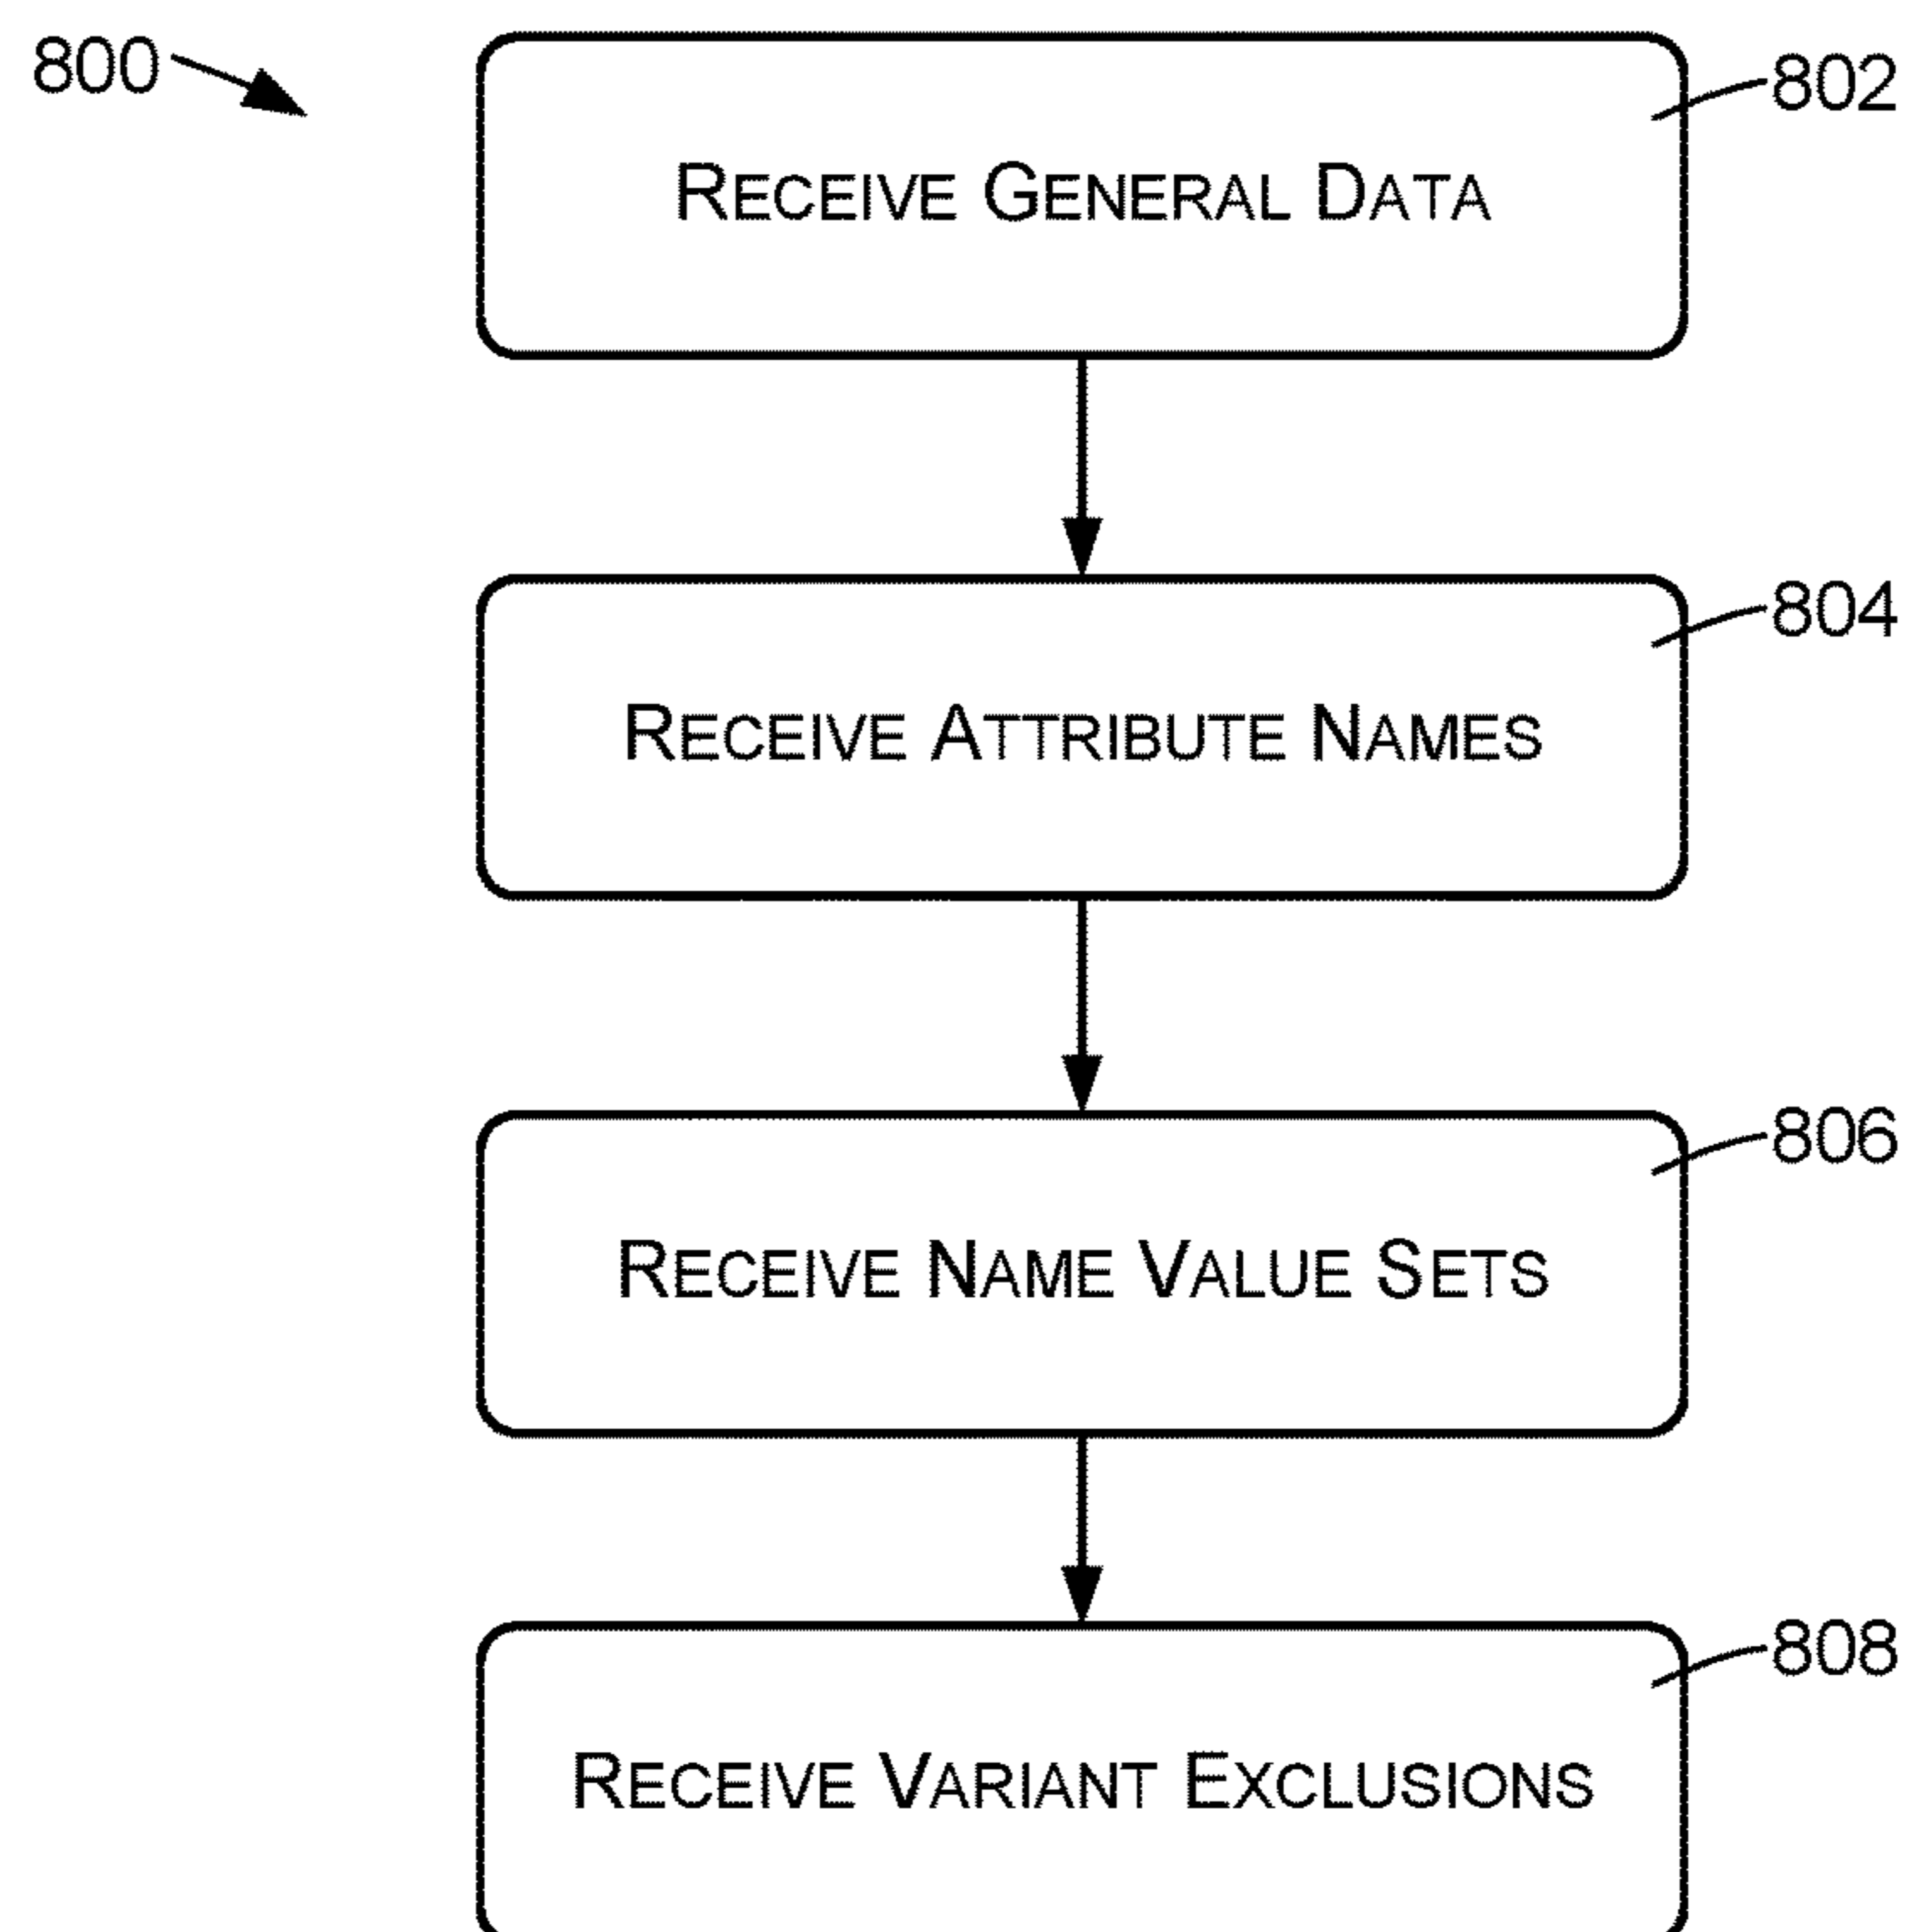 800
802
RECEIVE GENERAL DATA
804
RECEIVE ATTRIBUTE NAMES
806
RECEIVE NAME VALUE SETS
808
RECEIVE VARIANT EXCLUSIONS